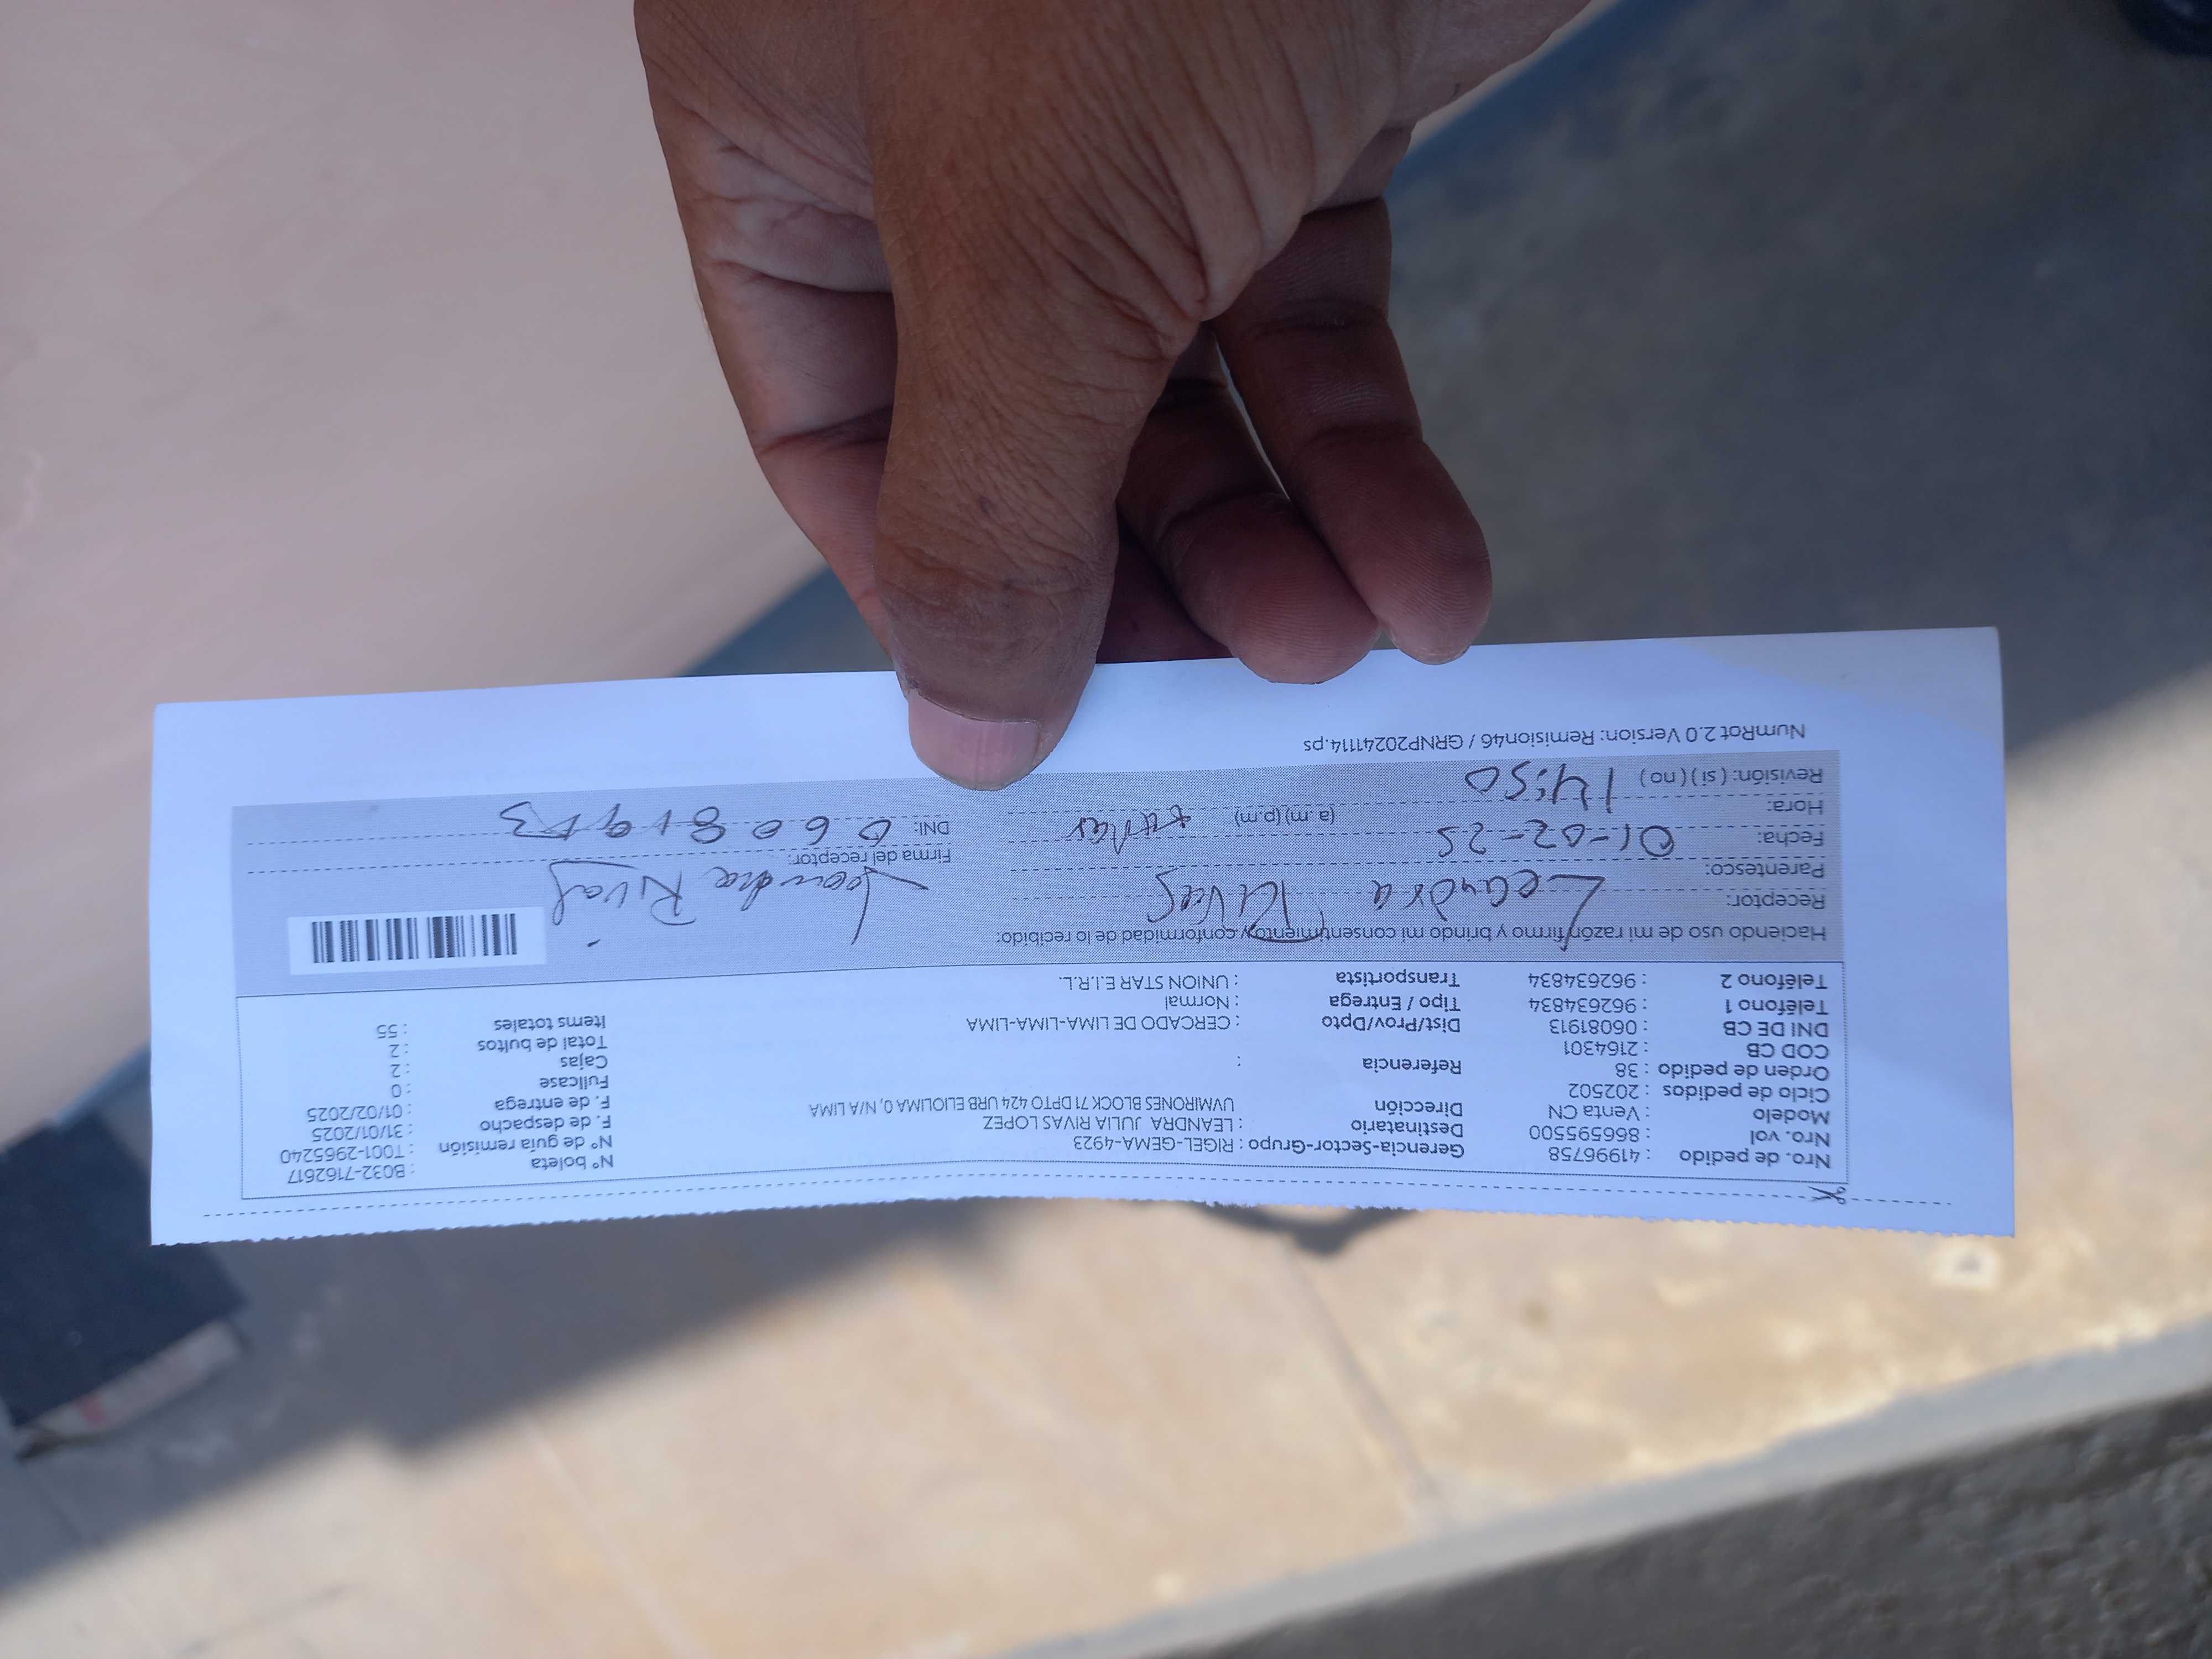 Nro. de pedido : 41996758 Gerencia-Sector-Grupo : RIGEL-GEMA-4923 N° boleta : B032-7162617
Nro. vol : 866595500 Destinatario : LEANDRA JULIA RIVAS LOPEZ N° de guía remisión : T001-2965240
Modelo : Venta CN Dirección UVMIRONES BLOCK 71 DPTO 424 URB ELIOLIMA 0, N/A LIMA F. de despacho : 31/01/2025
Ciclo de pedidos : 202502 F. de entrega : 01/02/2025
Orden de pedido : 38 Referencia : Fullcase : 0
COD CB : 2164301 Cajas : 2
DNI DE CB : 06081913 Dist/Prov/Dpto : CERCADO DE LIMA-LIMA-LIMA Total de bultos : 2
Teléfono 1 : 962634834 Tipo / Entrega : Normal Items totales : 55
Teléfono 2 : 962634834 Transportista : UNION STAR E.I.R.L.
Haciendo uso de mi razón firmo y brindo mi consentimiento y conformidad de lo recibido:
Receptor: Leandra Rivas
Parentesco:
Leandra Rivas
Firma del receptor:
Fecha: 01-02-25
Hora: 14:50 (a.m) (p.m)
DNI: 06081913
Revisión: ( si ) ( no )
NumRot 2.0 Version: Remision46 / GRNP20241114.ps